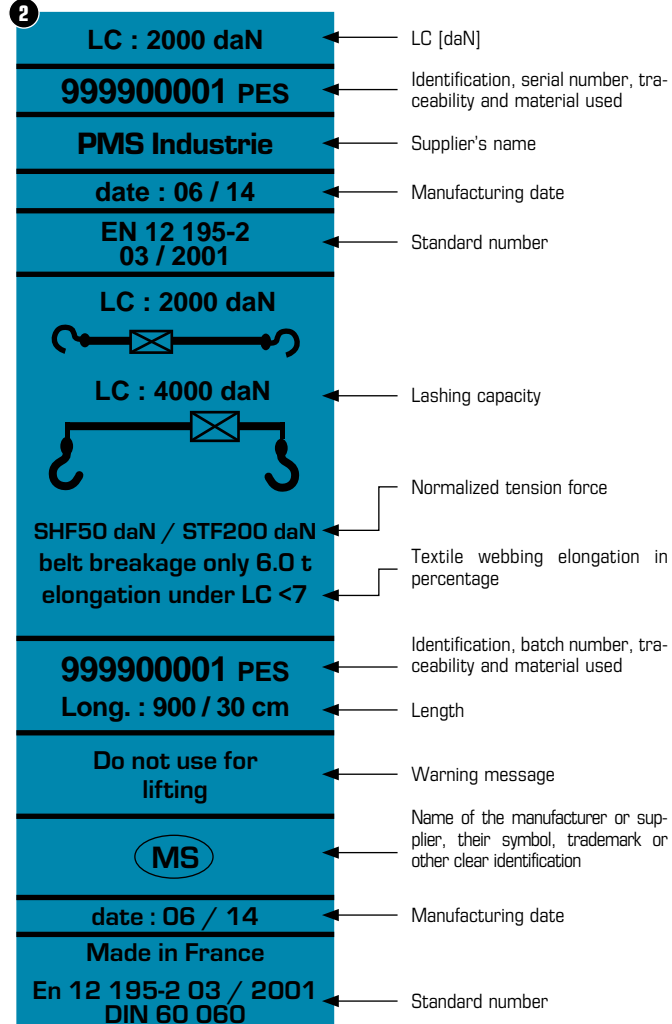 2
LC : 2000 daN
LC [daN]
999900001 PES
Identification, serial number, tra-
ceability and material used
PMS Industrie
Supplier's name
date : 06 / 14
Manufacturing date
EN 12 195-2
03 / 2001
Standard number
LC : 2000 daN
LC : 4000 daN
Lashing capacity
Normalized tension force
SHF50 daN / STF200 daN
belt breakage only 6.0 t
elongation under LC <7
Textile webbing elongation in
percentage
999900001 PES
Identification, batch number, tra-
ceability and material used
Long. : 900 / 30 cm
Length
Do not use for
lifting
Warning message
MS
Name of the manufacturer or sup-
plier, their symbol, trademark or
other clear identification
date : 06 / 14
Manufacturing date
Made in France
En 12 195-2 03 / 2001
DIN 60 060
Standard number